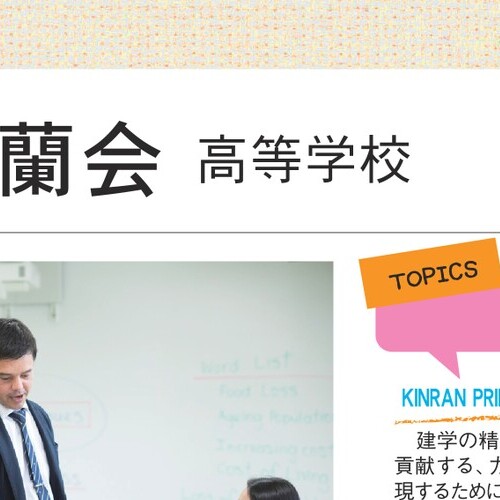 蘭会 高等学校
TOPICS
Word List
Food Loss
Aging Population
Increasing cost
Cost of Living
KINRAN PRI
建学の精
貢献する、
現するために